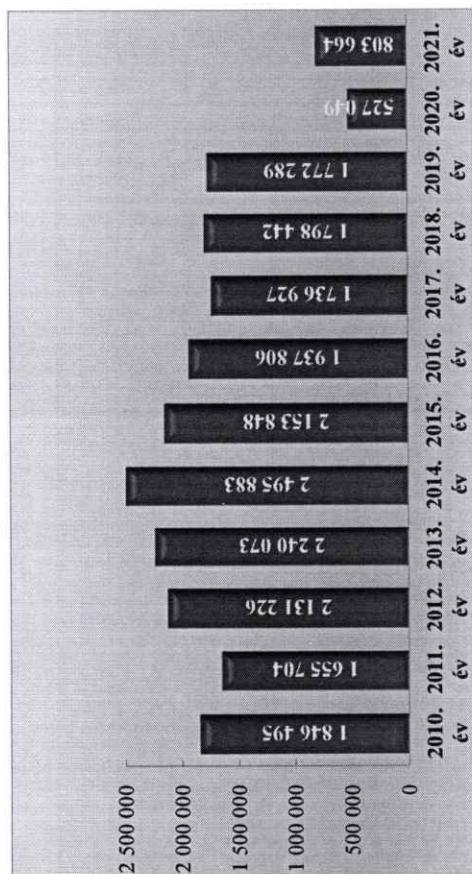 2 500 000
2 000 000
1 500 000
1 000 000
500 000
0
1 846 495
1 655 704
2 131 226
2 240 073
2 495 883
2 153 848
1 937 806
1 736 927
1 798 442
1 772 289
527 049
803 664
2010. év
2011. év
2012. év
2013. év
2014. év
2015. év
2016. év
2017. év
2018. év
2019. év
2020. év
2021. év